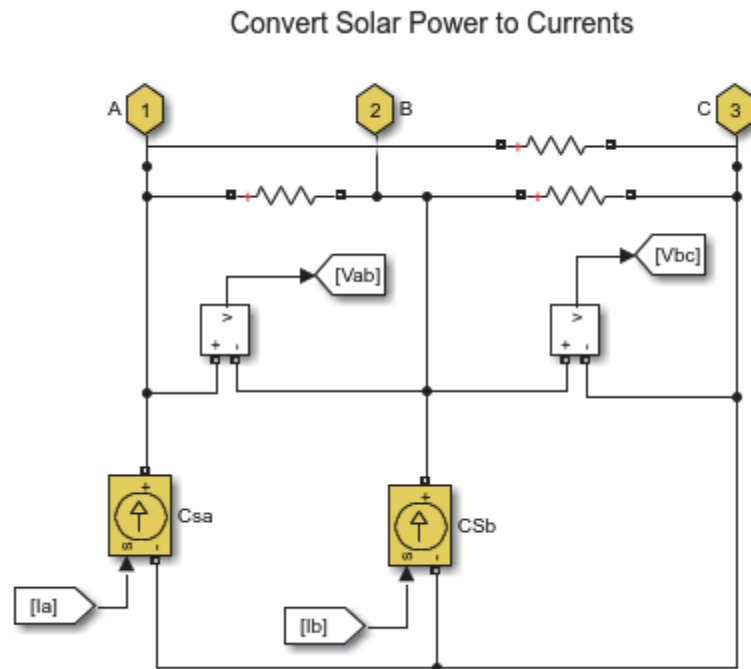 Convert Solar Power to Currents
A 1
2 B
C 3
[Vab]
[Vbc]
v
+ -
v
+ -
+
Csa
s -
+
CSb
s -
[Ia]
[Ib]